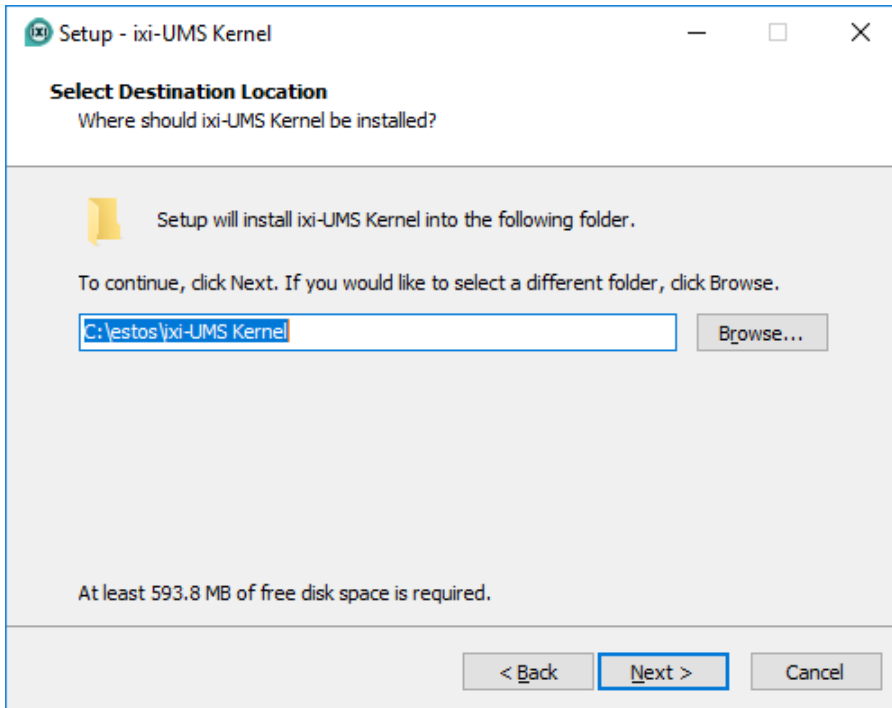 Setup - ixi-UMS Kernel
Select Destination Location
Where should ixi-UMS Kernel be installed?
Setup will install ixi-UMS Kernel into the following folder.
To continue, click Next. If you would like to select a different folder, click Browse.
C:\estos\ixi-UMS Kernel
Browse...
At least 593.8 MB of free disk space is required.
< Back
Next >
Cancel